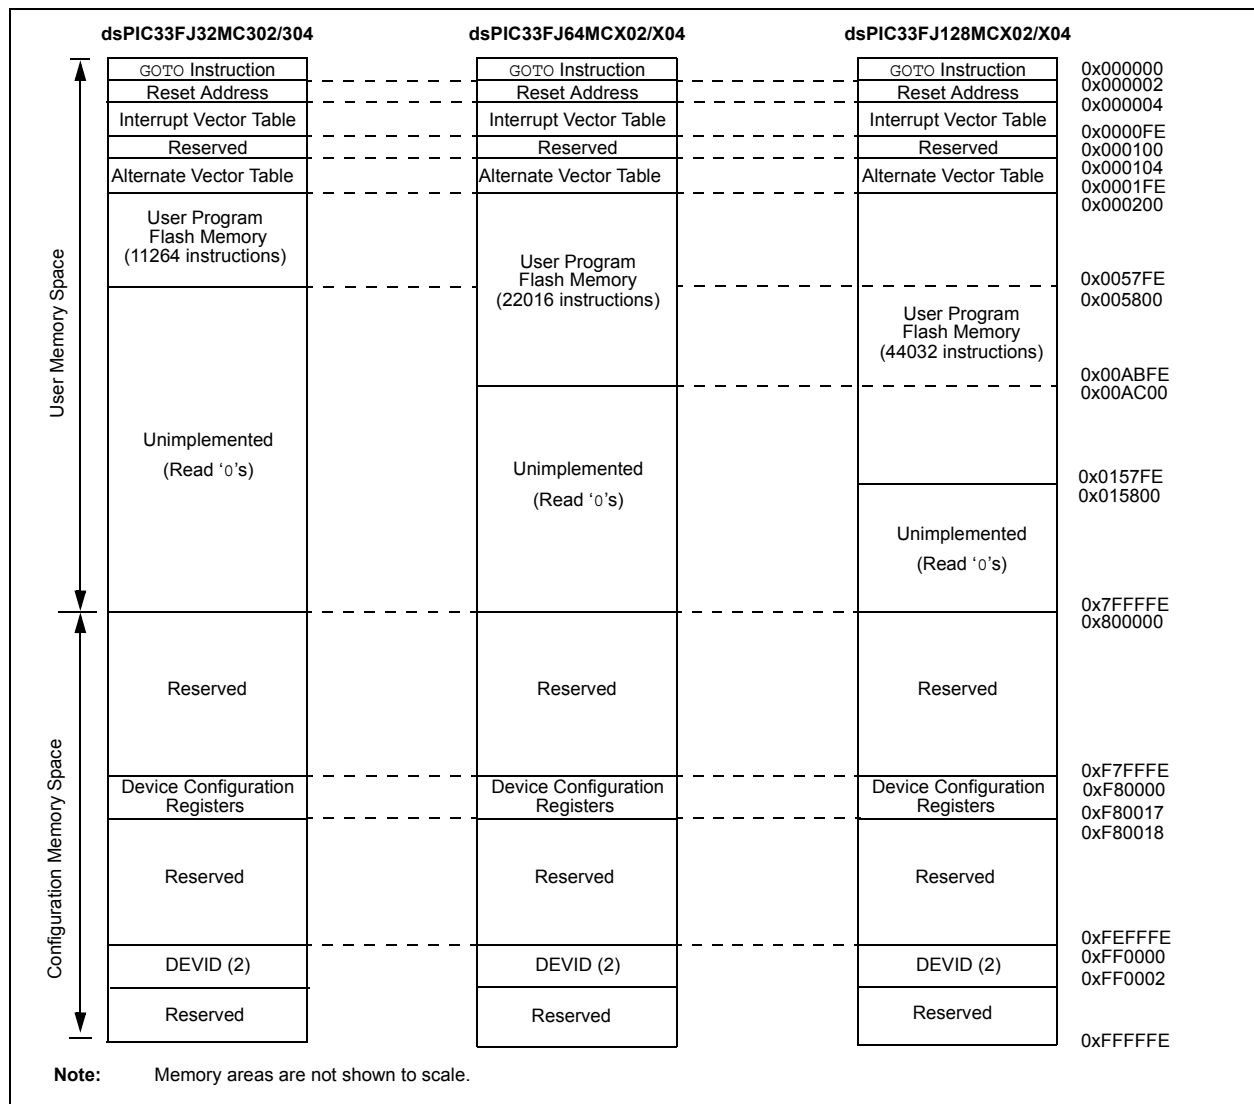 dsPIC33FJ32MC302/304
dsPIC33FJ64MCX02/X04
dsPIC33FJ128MCX02/X04
GOTO Instruction
GOTO Instruction
GOTO Instruction
0x000000
Reset Address
Reset Address
Reset Address
0x000002
0x000004
Interrupt Vector Table
Interrupt Vector Table
Interrupt Vector Table
0x0000FE
Reserved
Reserved
Reserved
0x000100
0x000104
Alternate Vector Table
Alternate Vector Table
Alternate Vector Table
0x0001FE
0x000200
User Program
Flash Memory
(11264 instructions)
User Program
Flash Memory
(22016 instructions)
0x0057FE
0x005800
User Program
Flash Memory
(44032 instructions)
User Memory Space
0x00ABFE
0x00AC00
Unimplemented
(Read ‘0’s)
Unimplemented
(Read ‘0’s)
0x0157FE
0x015800
Unimplemented
(Read ‘0’s)
0x7FFFFE
0x800000
Reserved
Reserved
Reserved
Configuration Memory Space
0xF7FFFE
Device Configuration
Registers
Device Configuration
Registers
Device Configuration
Registers
0xF80000
0xF80017
0xF80018
Reserved
Reserved
Reserved
0xFEFFFE
0xFF0000
DEVID (2)
DEVID (2)
DEVID (2)
0xFF0002
Reserved
Reserved
Reserved
0xFFFFFE
Note: Memory areas are not shown to scale.